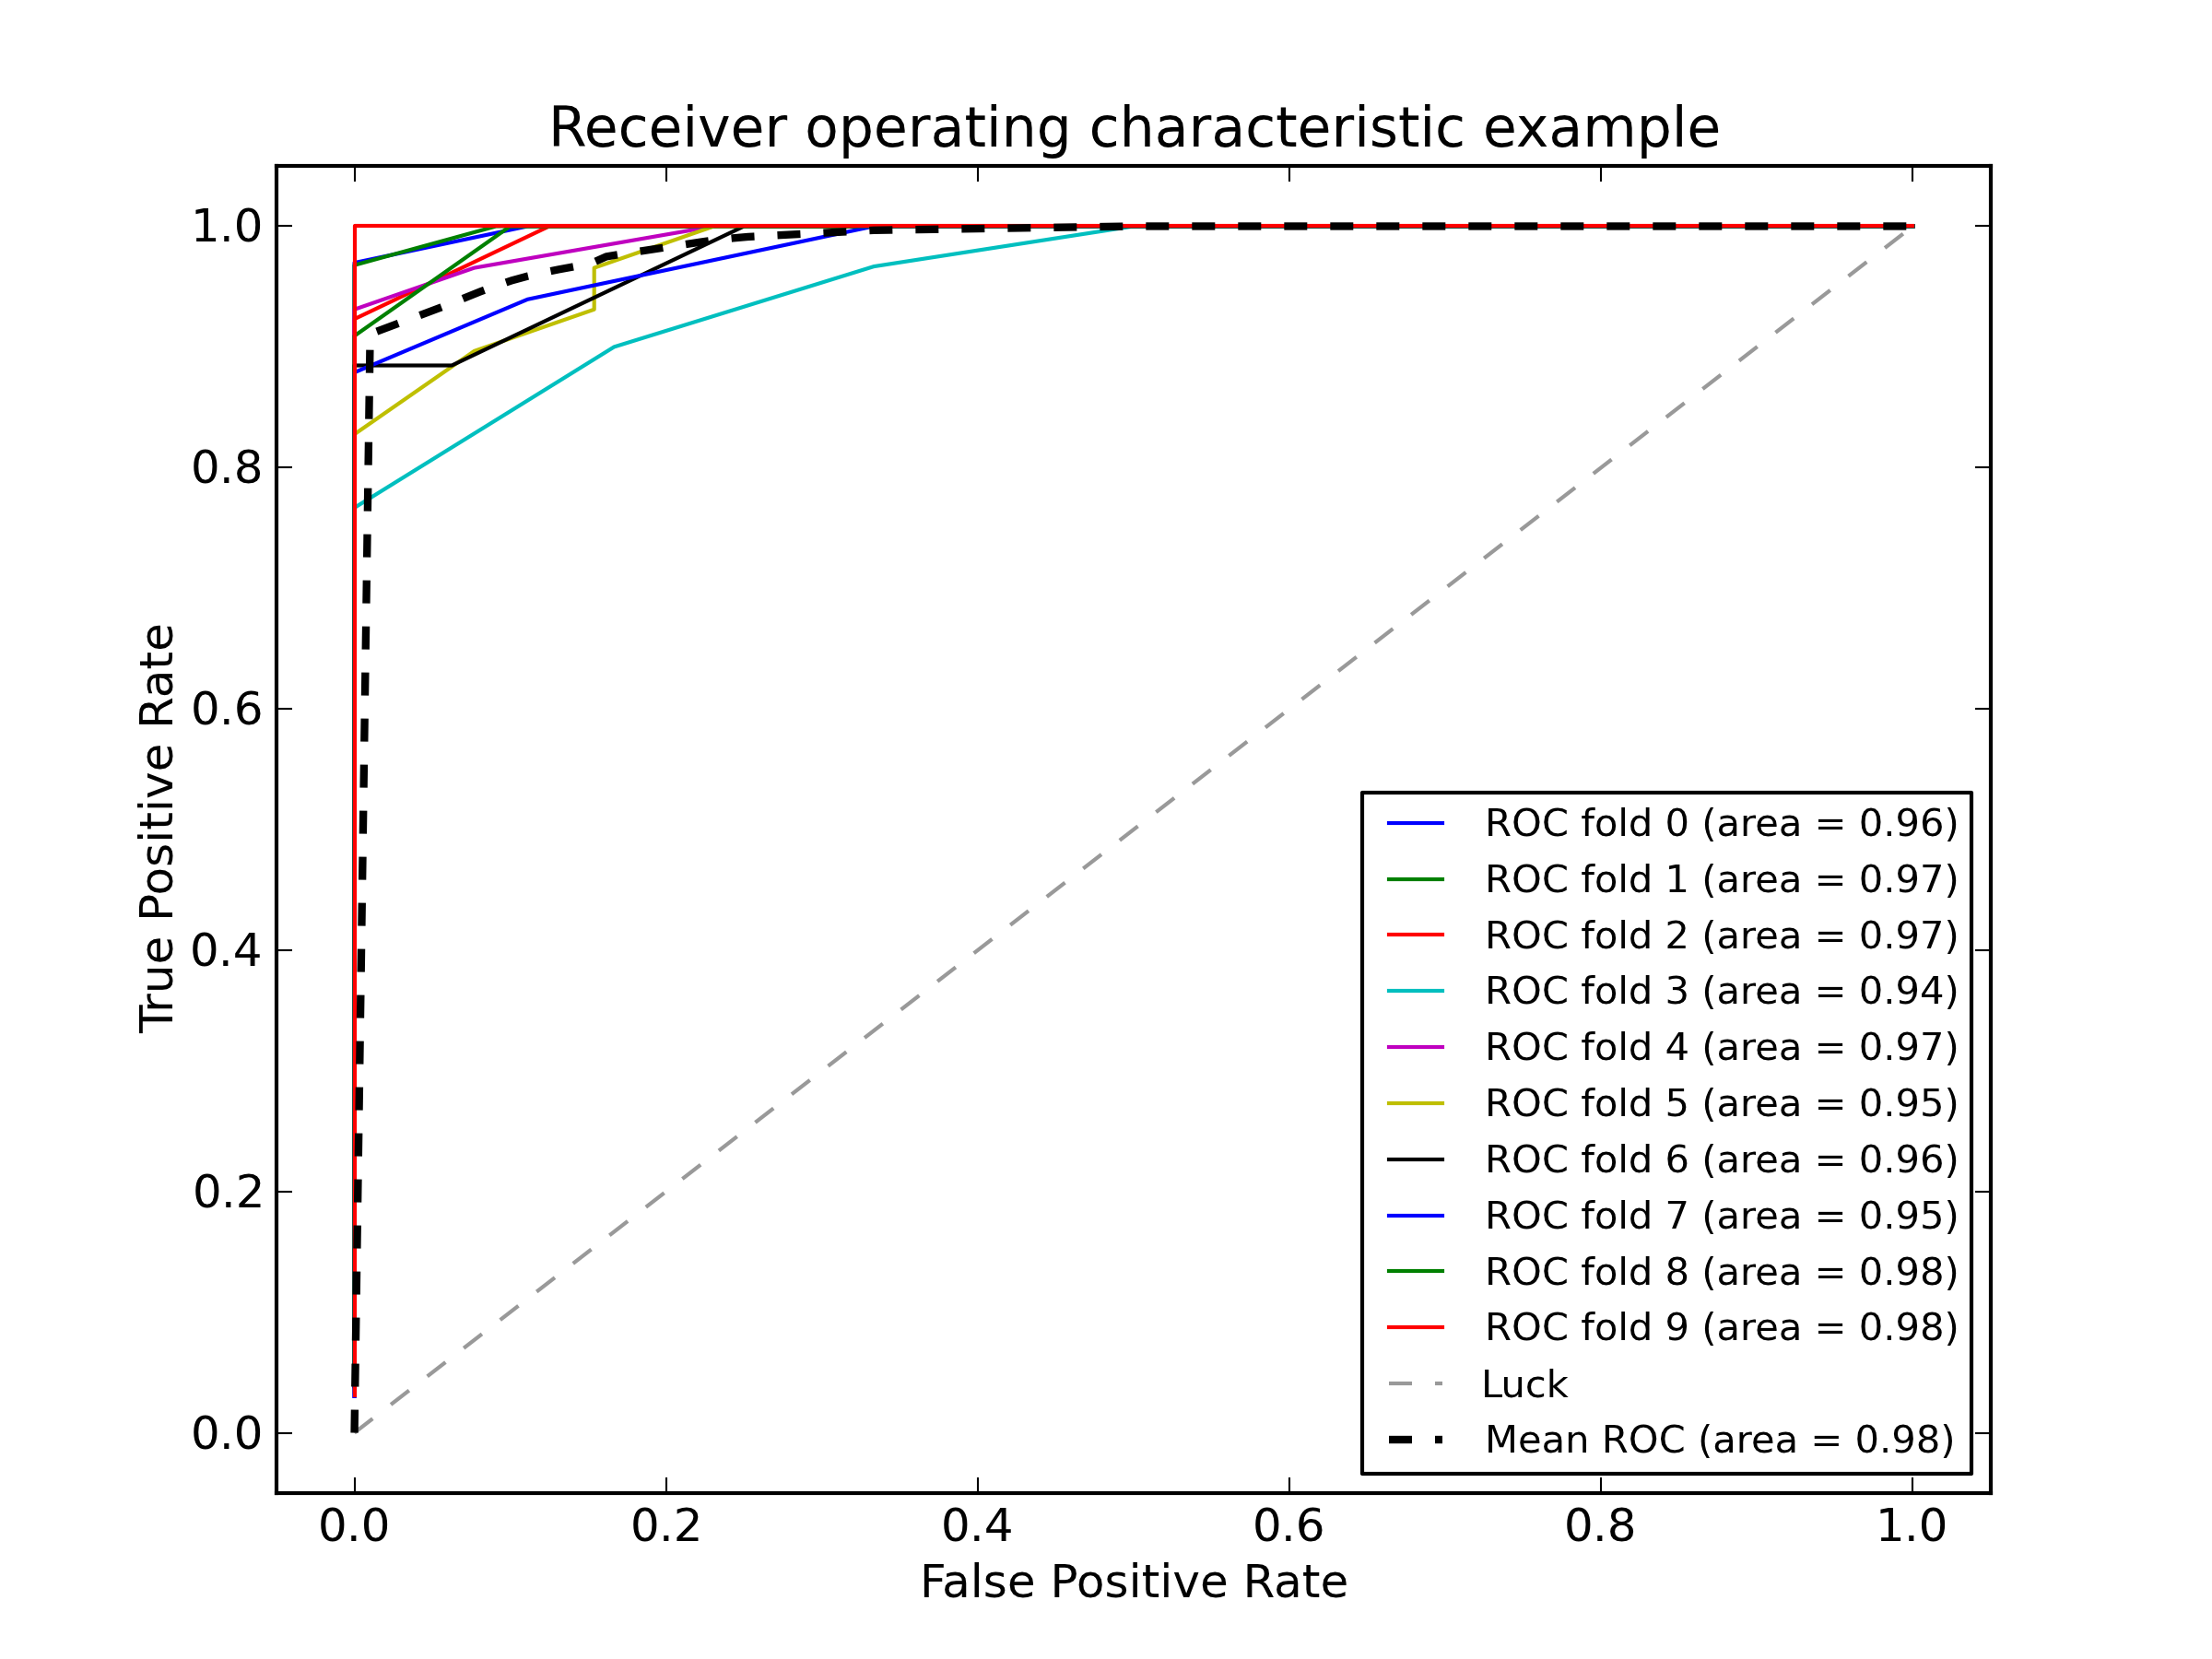 Receiver operating characteristic example
True Positive Rate
1.0
0.8
0.6
0.4
0.2
0.0
ROC fold 0 (area = 0.96)
ROC fold 1 (area = 0.97)
ROC fold 2 (area = 0.97)
ROC fold 3 (area = 0.94)
ROC fold 4 (area = 0.97)
ROC fold 5 (area = 0.95)
ROC fold 6 (area = 0.96)
ROC fold 7 (area = 0.95)
ROC fold 8 (area = 0.98)
ROC fold 9 (area = 0.98)
Luck
Mean ROC (area = 0.98)
0.0 0.2 0.4 0.6 0.8 1.0
False Positive Rate